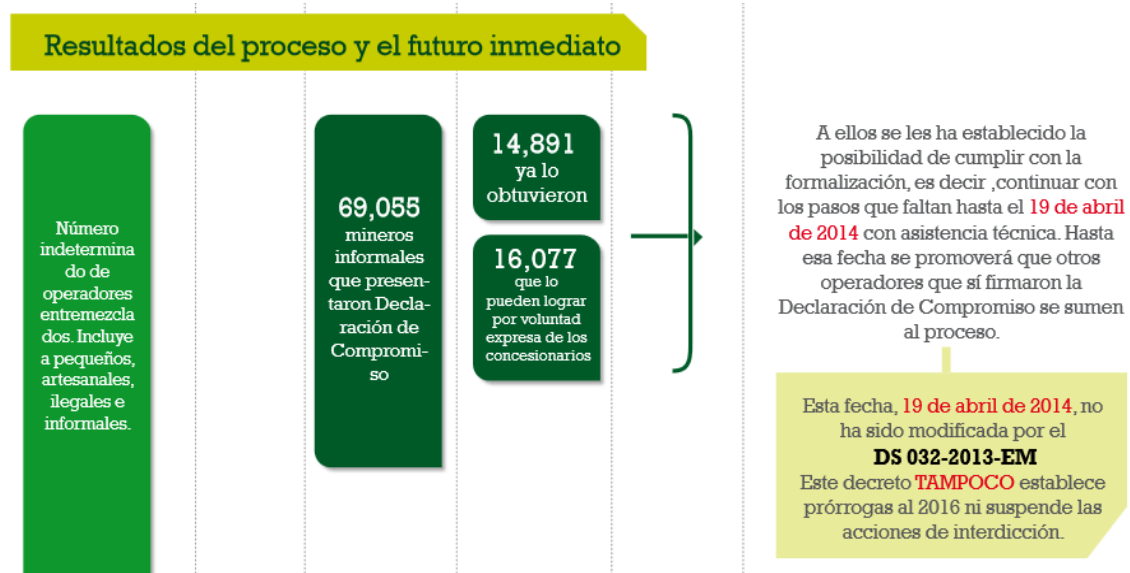 Resultados del proceso y el futuro inmediato
Número
indetermina
do de
operadores
entremezcla
dos. Incluye
a pequeños,
artesanales,
ilegales e
informales.
69,055
mineros
informales
que presen-
taron Decla-
ración de
Compromi-
so
14,891
ya lo
obtuvieron
16,077
que lo
pueden lograr
por voluntad
expresa de los
concesionarios
A ellos se les ha establecido la
posibilidad de cumplir con la
formalización, es decir ,continuar con
los pasos que faltan hasta el 19 de abril
de 2014 con asistencia técnica. Hasta
esa fecha se promoverá que otros
operadores que sí firmaron la
Declaración de Compromiso se sumen
al proceso.
Esta fecha, 19 de abril de 2014, no
ha sido modificada por el
DS 032-2013-EM
Este decreto TAMPOCO establece
prórrogas al 2016 ni suspende las
acciones de interdicción.